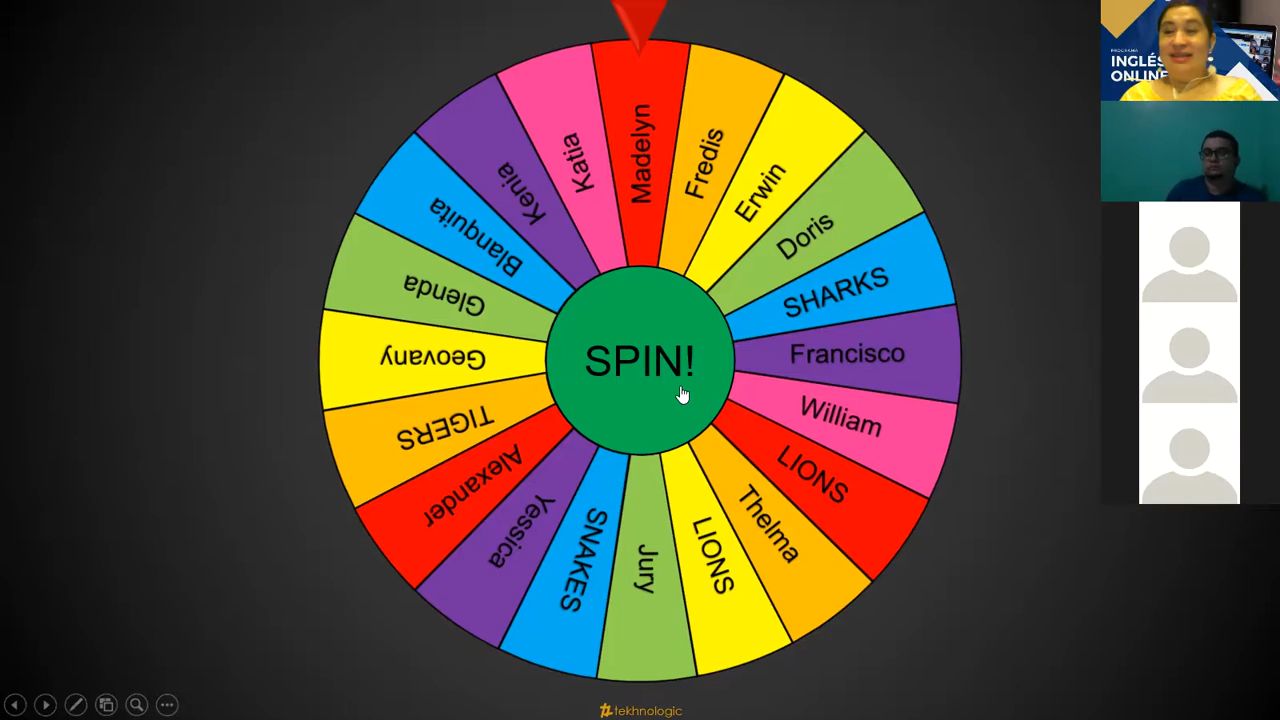 Madelyn
Fredis
Erwin
Doris
SHARKS
Francisco
William
LIONS
Thelma
LIONS
Jury
SNAKES
Yessica
Alexander
TIGERS
Geovany
Glenda
Blanquita
Kenia
Katia
SPIN!
tekhnologic
PROGRAMA
INGLÉS
ONLINE